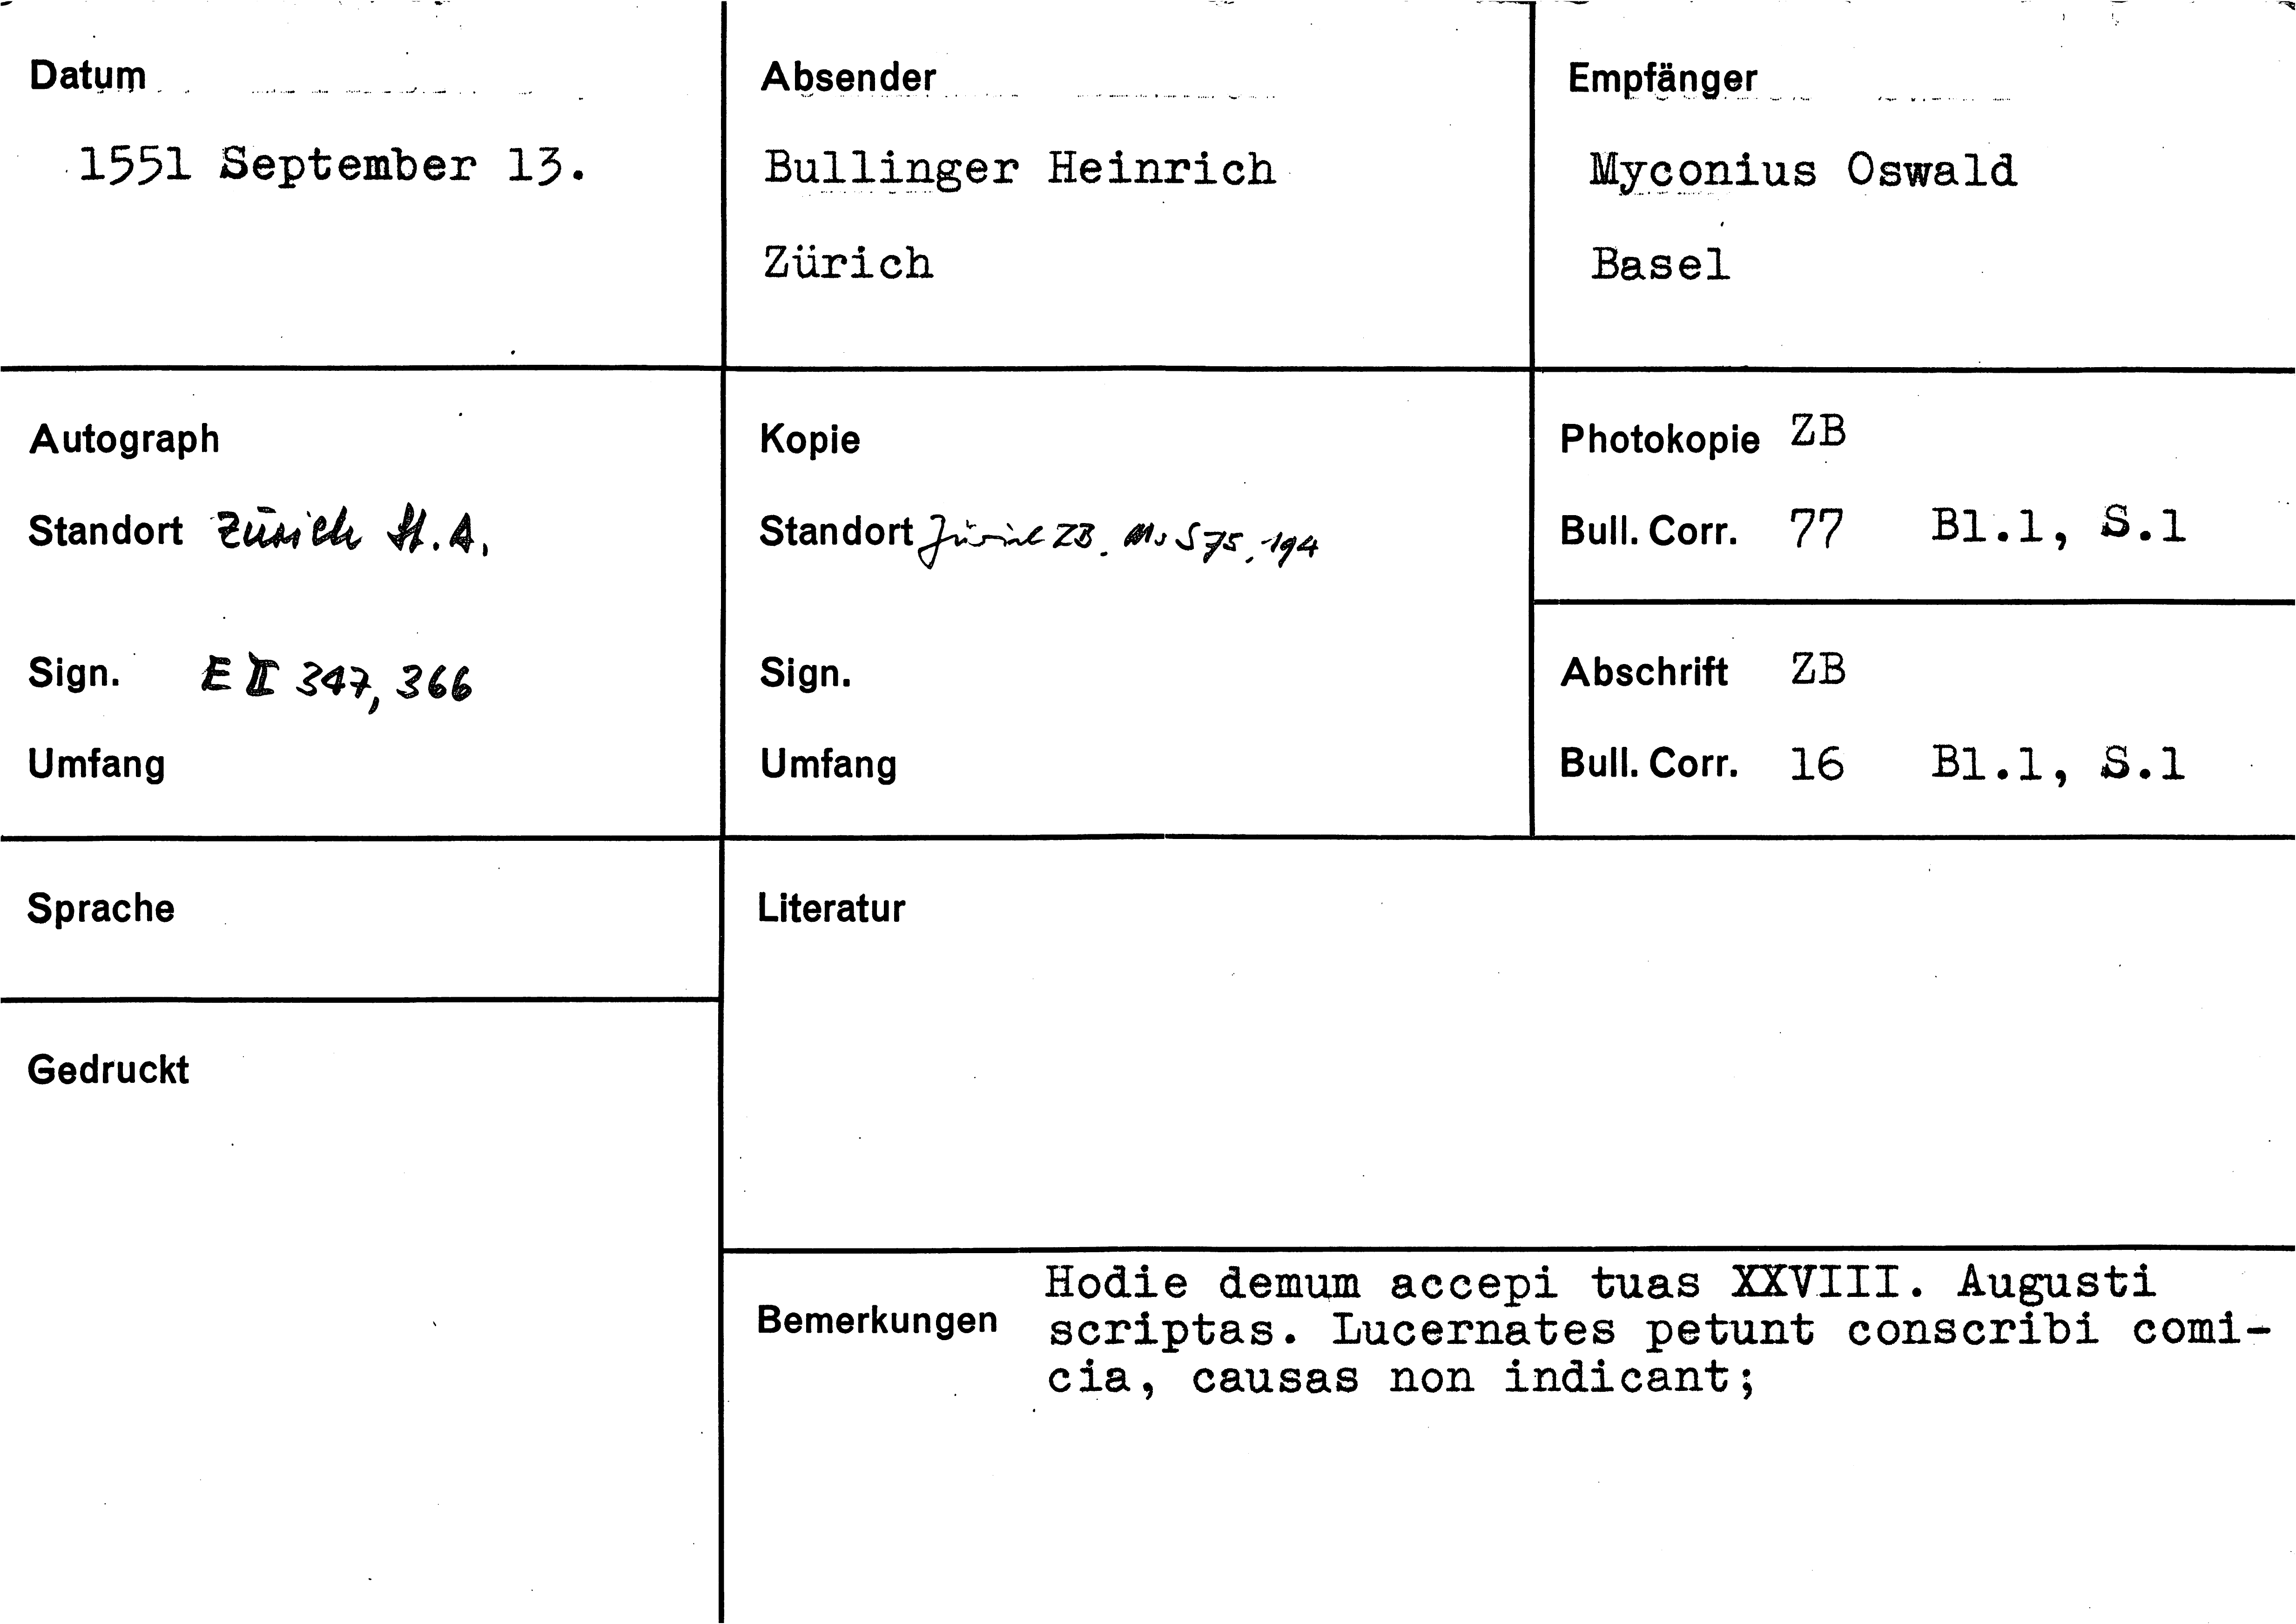 Datum
1551 September 13.
Absender
Bullinger Heinrich
Zürich
Empfänger
Myconius Oswald
Basel
Autograph
Standort Zürich St.A.
Sign. E II 347, 366
Umfang
Kopie
Standort Zürich ZB. Ms S 75, 194
Sign.
Umfang
Photokopie ZB
Bull. Corr. 77 Bl.1, S.1
Abschrift ZB
Bull. Corr. 16 Bl.1, S.1
Sprache
Gedruckt
Literatur
Bemerkungen
Hodie demum accepi tuas XXVIII. Augusti
scriptas. Lucernates petunt conscribi comi-
cia, causas non indicant;